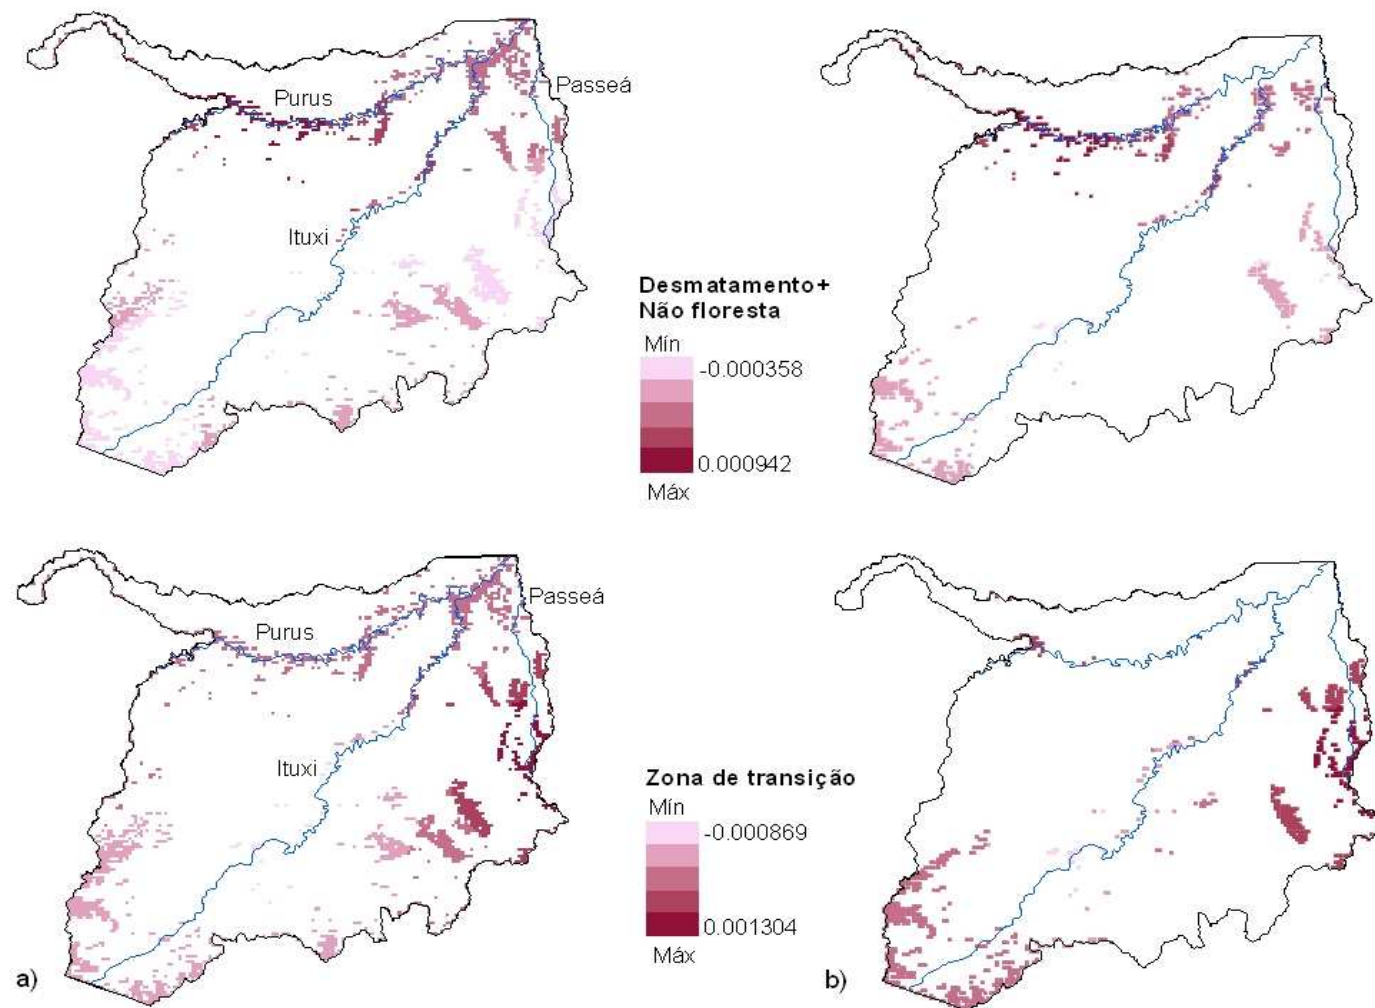 Purus
Passeá
Ituxi
Desmatamento+
Não floresta
Mín
-0.000358
0.000942
Máx
Purus
Passeá
Ituxi
Zona de transição
Mín
-0.000869
0.001304
Máx
a)
b)